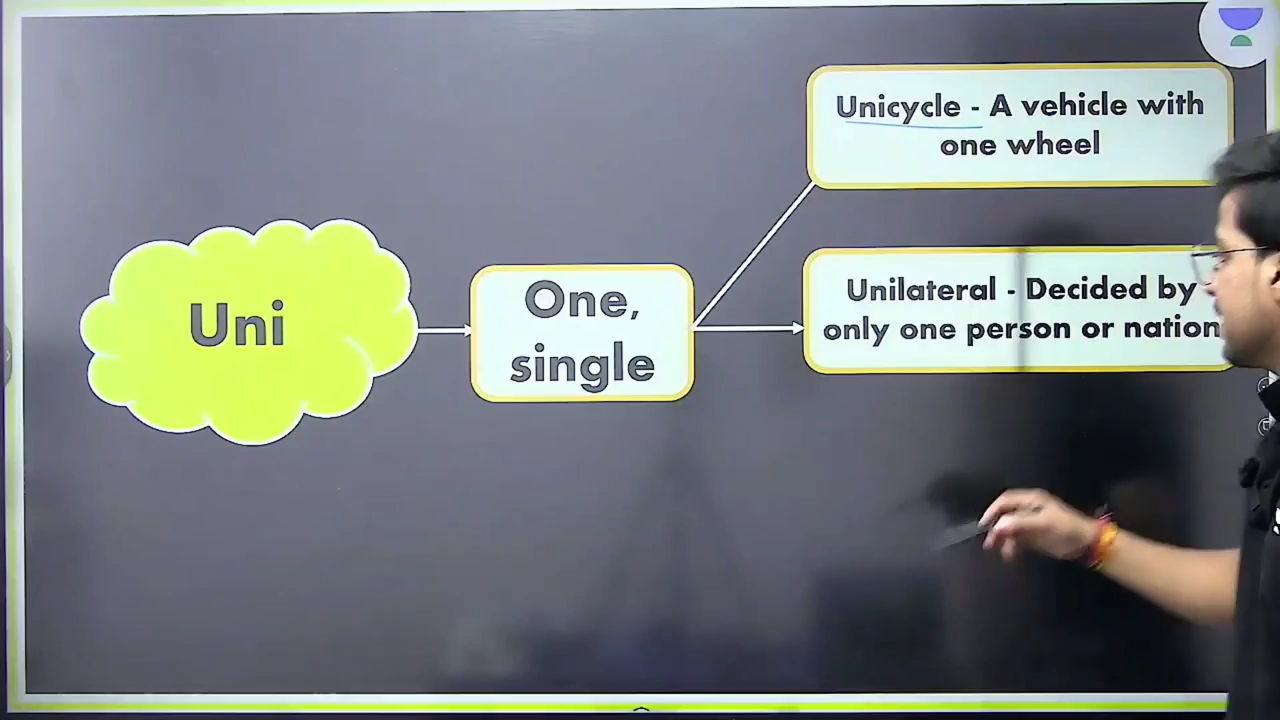 Uni
One,
single
Unicycle - A vehicle with
one wheel
Unilateral - Decided by
only one person or nation